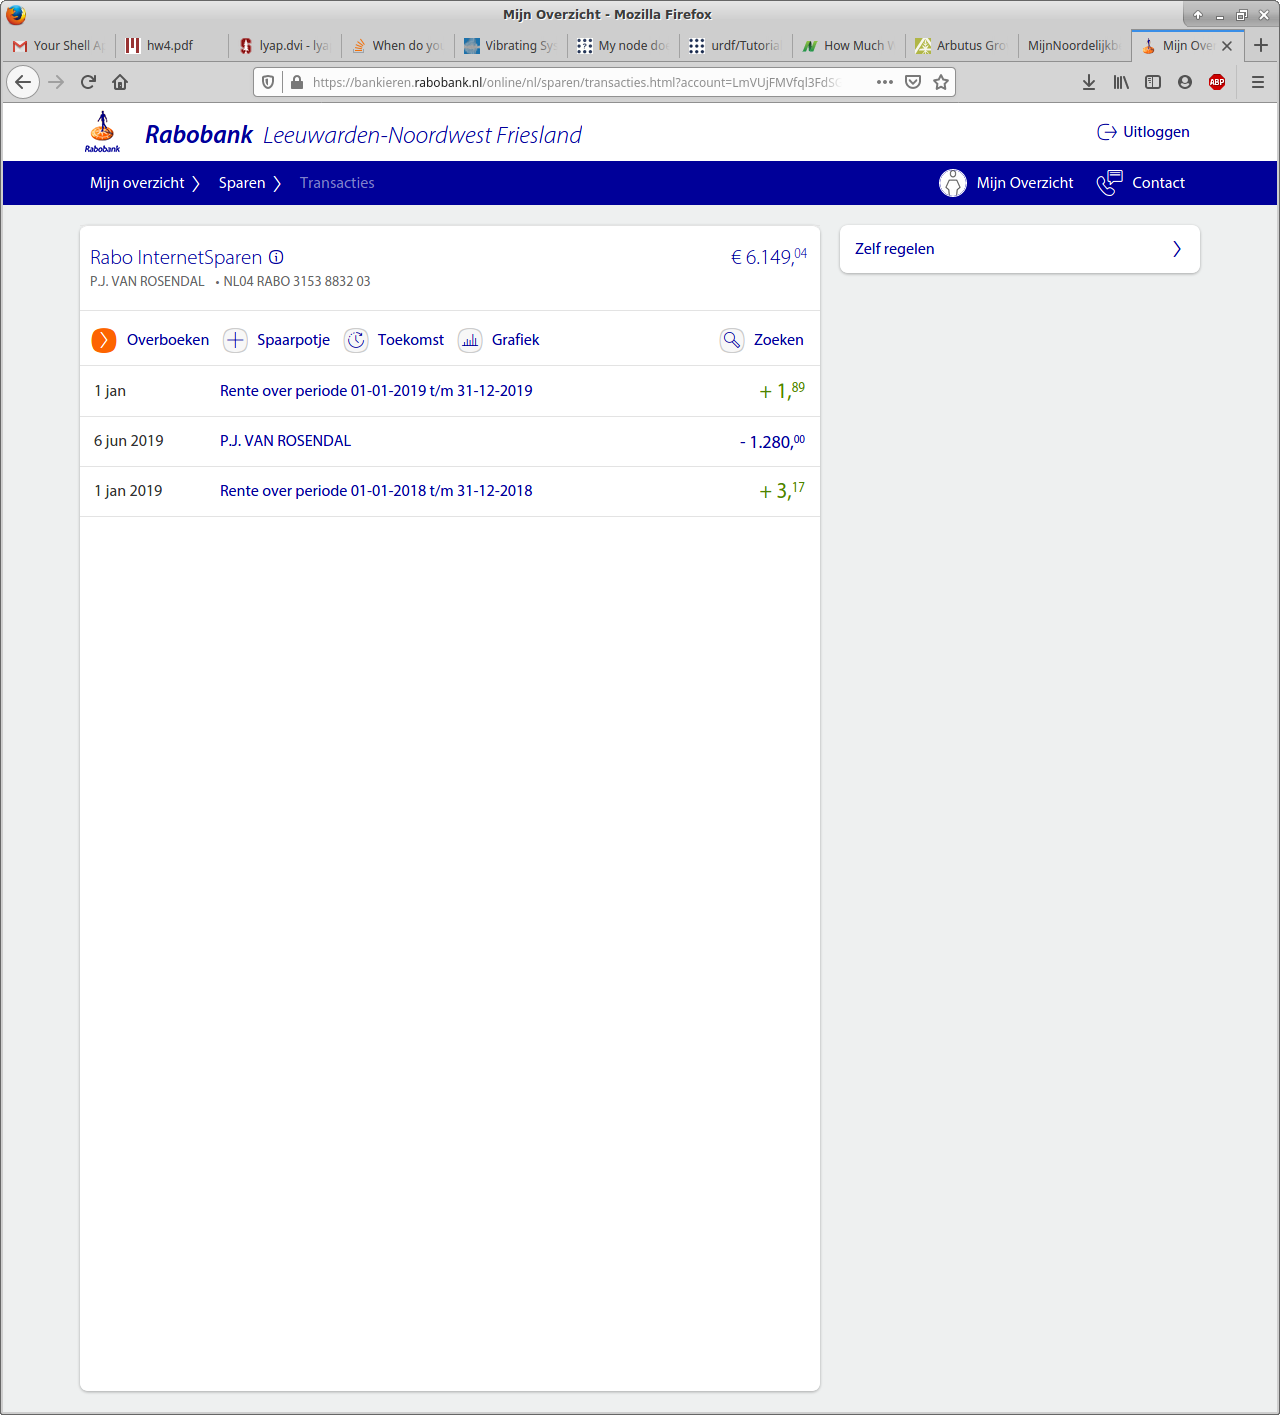 Mijn Overzicht - Mozilla Firefox
Your Shell A
hw4.pdf
lyap.dvi - lya
When do yo
Vibrating Sy
My node do
urdf/Tutorial
How Much W
Arbutus Gro
MijnNoordelijkb
Mijn Over
https://bankieren.rabobank.nl/online/nl/sparen/transacties.html?account=
ABP
Rabobank
Rabobank Leeuwarden-Noordwest Friesland
Uitloggen
Mijn overzicht
Sparen
Transacties
Mijn Overzicht
Contact
Rabo InternetSparen
€ 6.149,04
P.J. VAN ROSENDAL • NL04 RABO 3153 8832 03
Zelf regelen
Overboeken
Spaarpotje
Toekomst
Grafiek
Zoeken
1 jan Rente over periode 01-01-2019 t/m 31-12-2019 + 1,89
6 jun 2019 P.J. VAN ROSENDAL - 1.280,00
1 jan 2019 Rente over periode 01-01-2018 t/m 31-12-2018 + 3,17